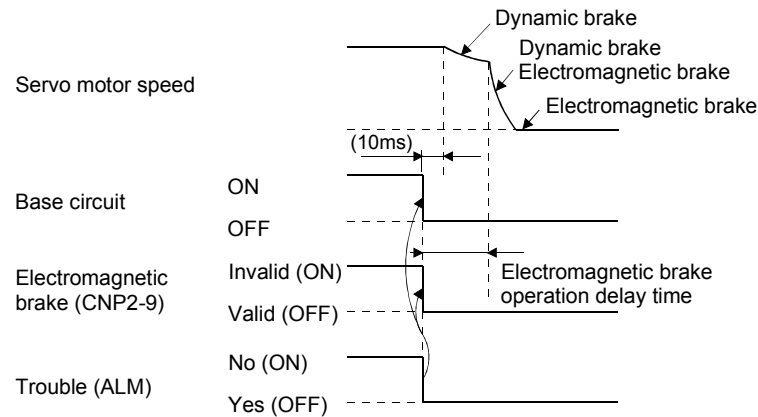 Dynamic brake
Dynamic brake
Electromagnetic brake
Servo motor speed
Electromagnetic brake
(10ms)
Base circuit
ON
OFF
Electromagnetic
brake (CNP2-9)
Invalid (ON)
Valid (OFF)
Electromagnetic brake
operation delay time
Trouble (ALM)
No (ON)
Yes (OFF)